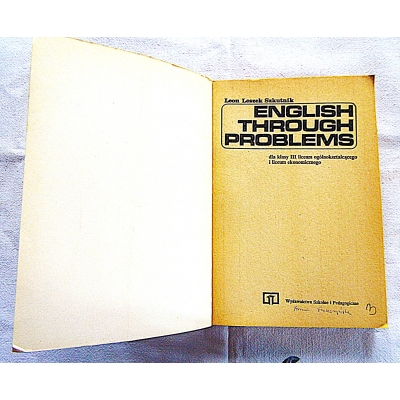 Leon Leszek Szkutnik
ENGLISH
THROUGH
PROBLEMS
dla klasy III liceum ogólnokształcącego
i liceum ekonomicznego
Wydawnictwa Szkolne i Pedagogiczne